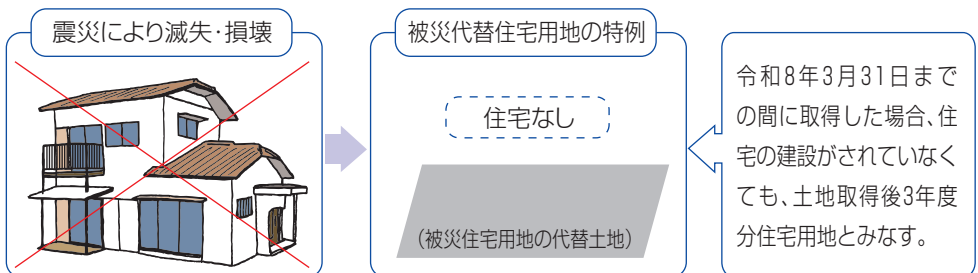 震災により滅失・損壊
被災代替住宅用地の特例
住宅なし
(被災住宅用地の代替土地)
令和8年3月31日まで
の間に取得した場合、住
宅の建設がされていなく
ても、土地取得後3年度
分住宅用地とみなす。